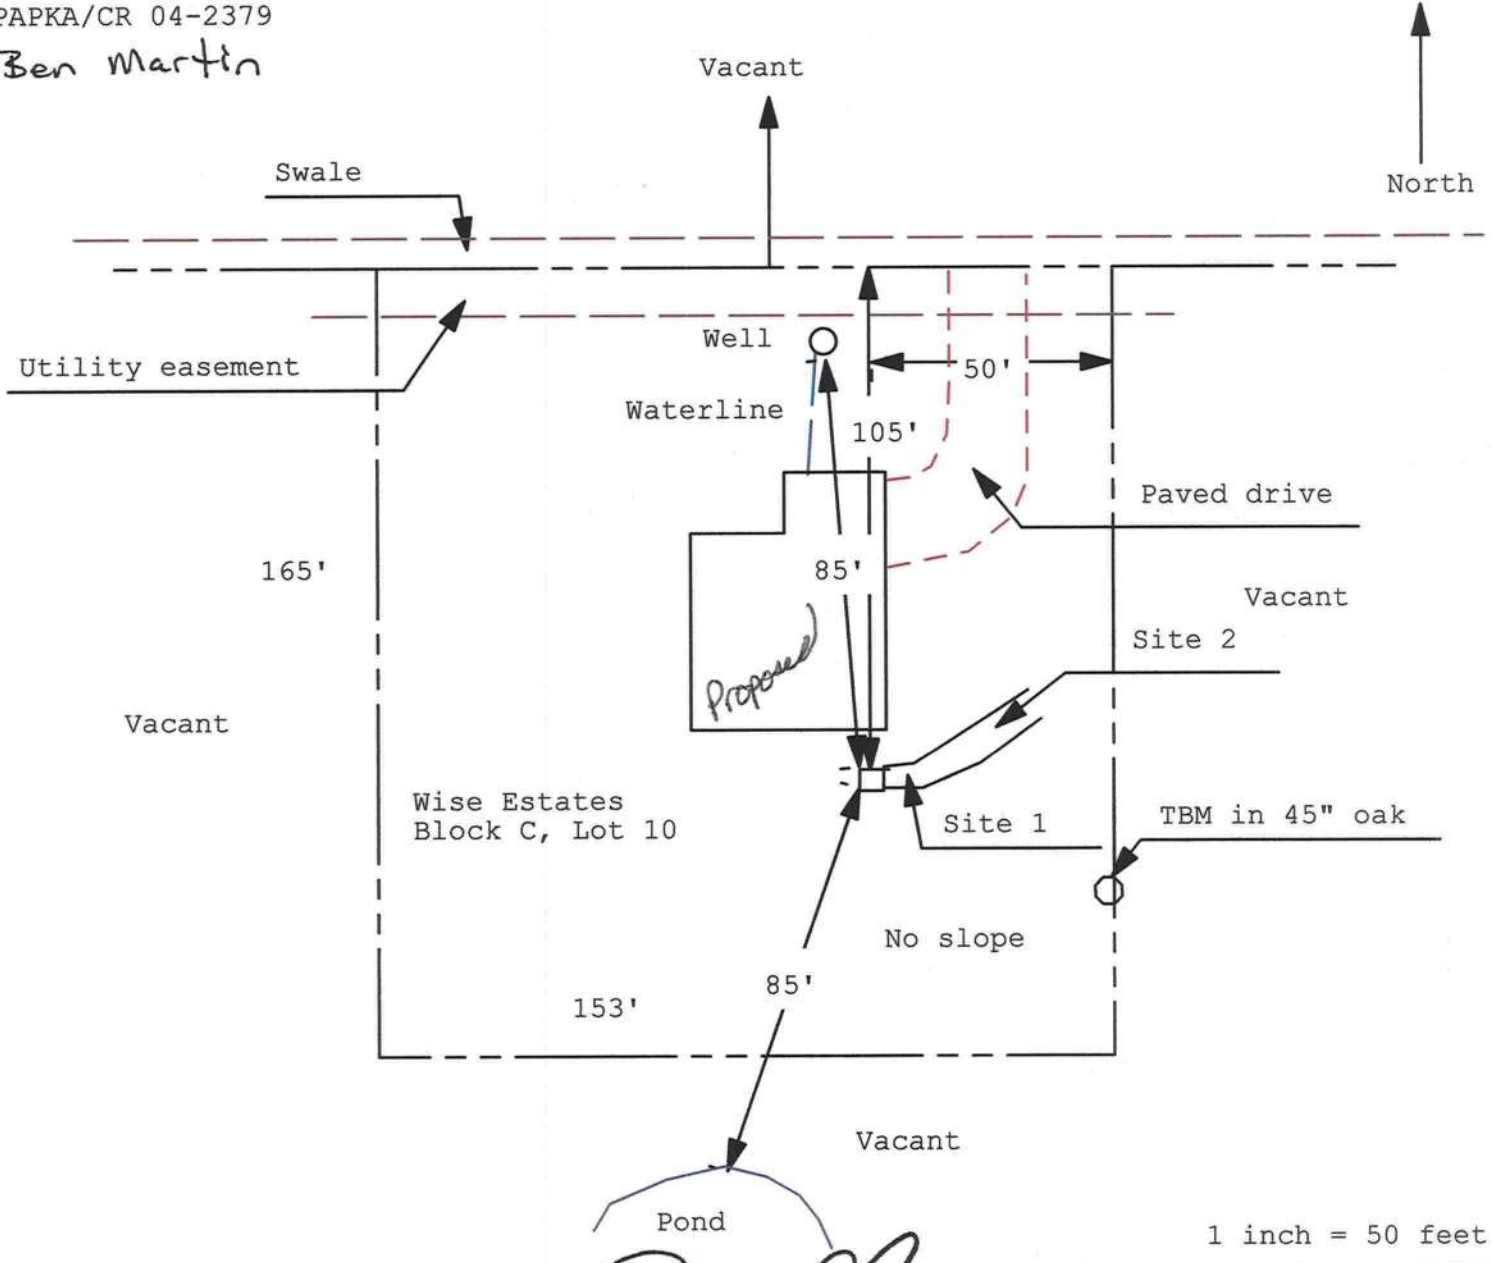 PAPKA/CR 04-2379
Ben Martin
Vacant
North
Swale
Utility easement
Well
50'
Waterline
105'
Paved drive
165'
85'
Vacant
Site 2
Proposed
Vacant
Wise Estates
Block C, Lot 10
Site 1
TBM in 45" oak
No slope
85'
153'
Vacant
Pond
1 inch = 50 feet